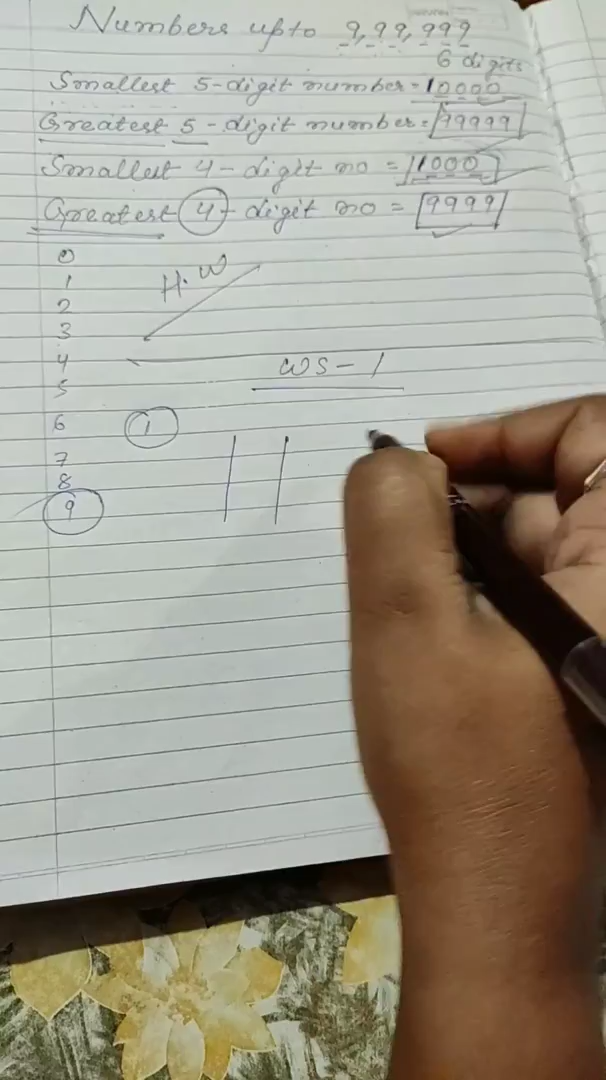 Numbers upto 9,99,999
6 digits
Smallest 5-digit number = 10000
Greatest 5-digit number = 99999
Smallest 4-digit no = 1000
Greatest 4-digit no = 9999
0
1
H.W
2
3
4
WS-1
5
6
1
7
8
9